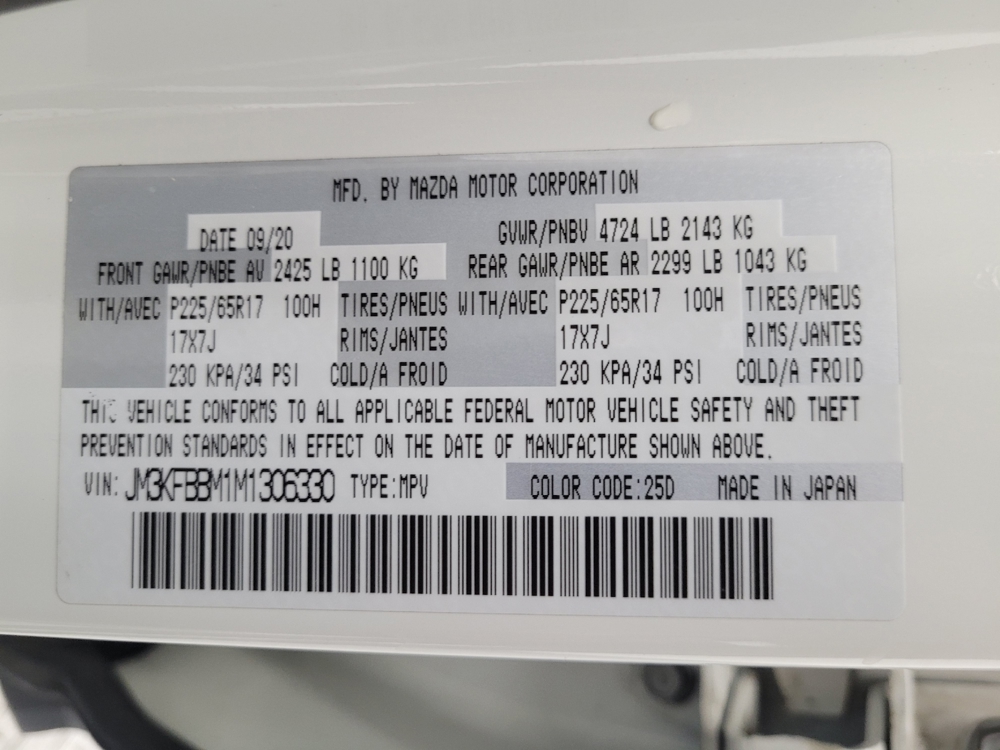 MFD. BY MAZDA MOTOR CORPORATION
DATE 09/20 GVWR/PNBV 4724 LB 2143 KG
FRONT GAWR/PNBE AV 2425 LB 1100 KG REAR GAWR/PNBE AR 2299 LB 1043 KG
WITH/AVEC P225/65R17 100H TIRES/PNEUS WITH/AVEC P225/65R17 100H TIRES/PNEUS
17X7J RIMS/JANTES 17X7J RIMS/JANTES
230 KPA/34 PSI COLD/A FROID 230 KPA/34 PSI COLD/A FROID
THIS VEHICLE CONFORMS TO ALL APPLICABLE FEDERAL MOTOR VEHICLE SAFETY AND THEFT
PREVENTION STANDARDS IN EFFECT ON THE DATE OF MANUFACTURE SHOWN ABOVE.
VIN: JM3KFBBM1M1306330 TYPE:MPV COLOR CODE:25D MADE IN JAPAN